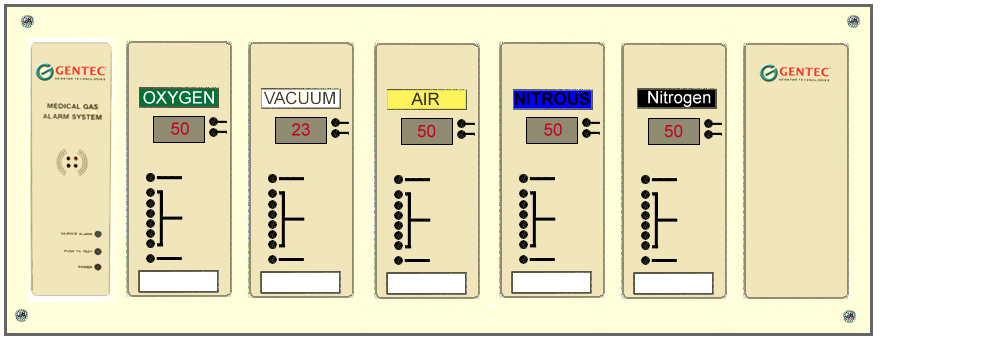 GENTEC
GENSTAR TECHNOLOGIES
MEDICAL GAS
ALARM SYSTEM
SILENCE ALARM
PUSH TO TEST
POWER
OXYGEN
50
VACUUM
23
AIR
50
NITROUS
50
Nitrogen
50
GENTEC
GENSTAR TECHNOLOGIES